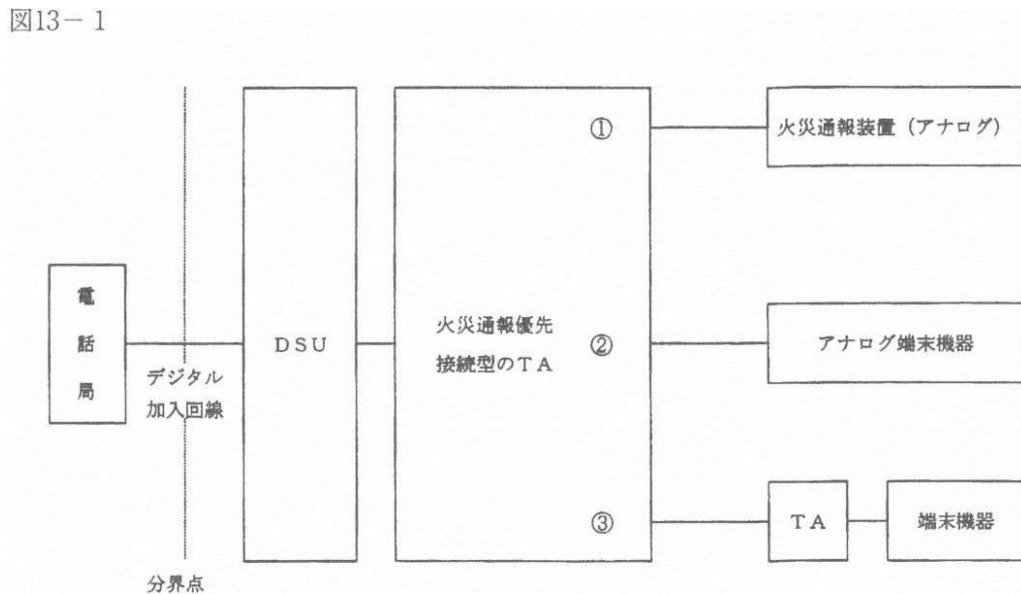 図13-1
電
話
局
デジタル
加入回線
分界点
DSU
火災通報優先
接続型のTA
①
②
③
火災通報装置(アナログ)
アナログ端末機器
TA
端末機器